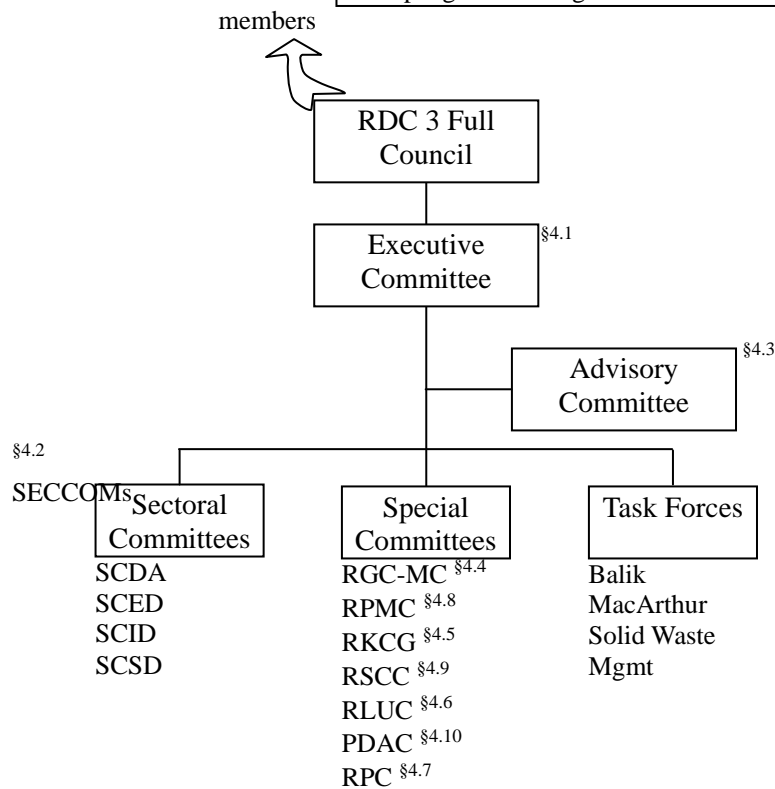 members
RDC 3 Full
Council
Executive
Committee
§4.1
Advisory
Committee
§4.3
§4.2
SECCOMs
Sectoral
Committees
SCDA
SCED
SCID
SCSD
Special
Committees
RGC-MC §4.4
RPMC §4.8
RKCG §4.5
RSCC §4.9
RLUC §4.6
PDAC §4.10
RPC §4.7
Task Forces
Balik
MacArthur
Solid Waste
Mgmt